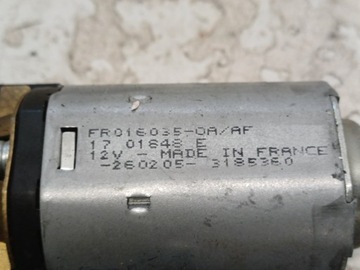 FR016035-0A/AF
17 01648 E
12V - MADE IN FRANCE
-260205- 3185360